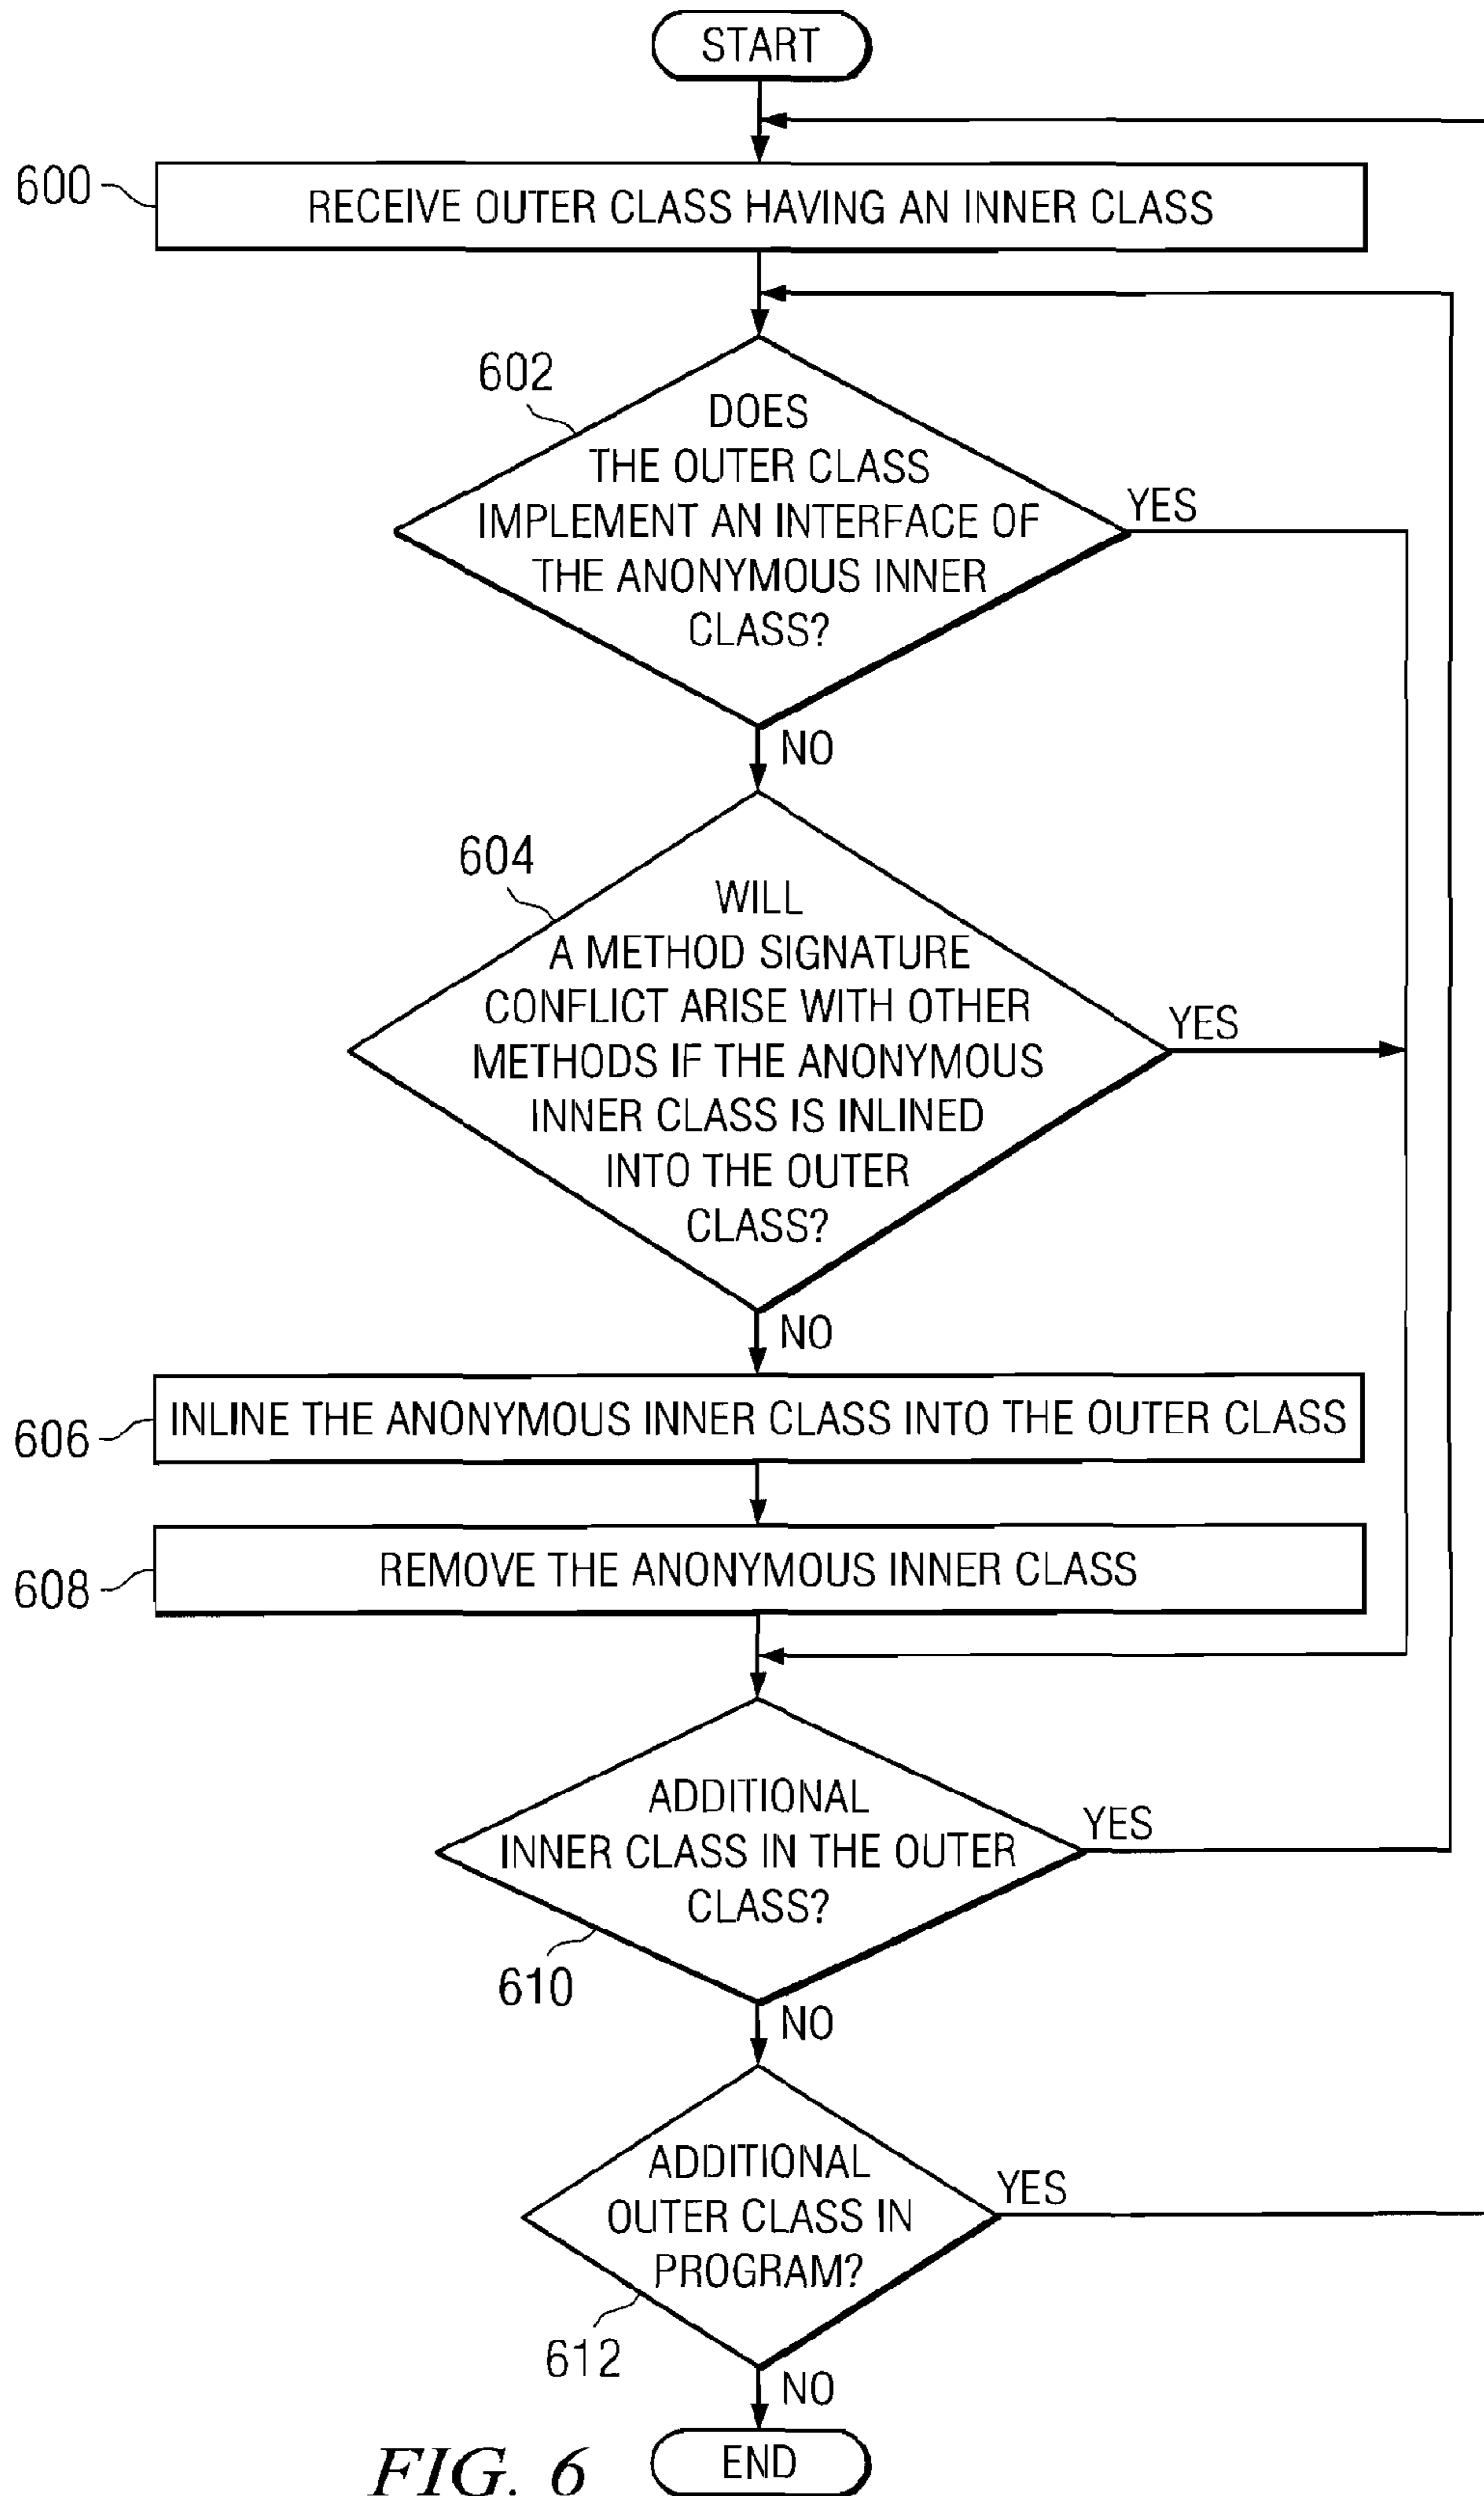 START
600
RECEIVE OUTER CLASS HAVING AN INNER CLASS
602
DOES
THE OUTER CLASS
IMPLEMENT AN INTERFACE OF
THE ANONYMOUS INNER
CLASS?
YES
NO
604
WILL
A METHOD SIGNATURE
CONFLICT ARISE WITH OTHER
METHODS IF THE ANONYMOUS
INNER CLASS IS INLINED
INTO THE OUTER
CLASS?
YES
NO
606
INLINE THE ANONYMOUS INNER CLASS INTO THE OUTER CLASS
608
REMOVE THE ANONYMOUS INNER CLASS
ADDITIONAL
INNER CLASS IN THE OUTER
CLASS?
YES
610
NO
ADDITIONAL
OUTER CLASS IN
PROGRAM?
YES
612
NO
FIG. 6
END